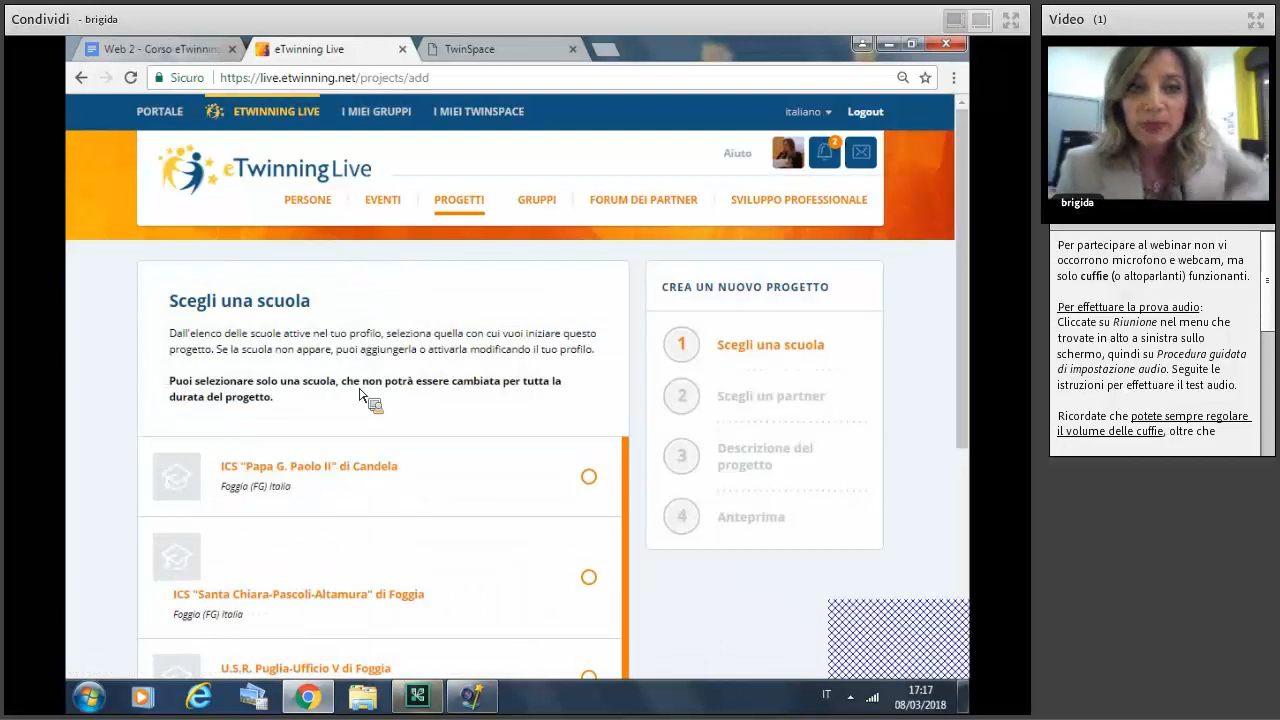 Condividi - brigida
Video (1)
Web 2 - Corso eTwinnin
eTwinning Live
TwinSpace
Sicuro https://live.etwinning.net/projects/add
PORTALE ETWINNING LIVE I MIEI GRUPPI I MIEI TWINSPACE italiano Logout
eTwinningLive
Aiuto 2
PERSONE EVENTI PROGETTI GRUPPI FORUM DEI PARTNER SVILUPPO PROFESSIONALE
Scegli una scuola
Dall'elenco delle scuole attive nel tuo profilo, seleziona quella con cui vuoi iniziare questo
progetto. Se la scuola non appare, puoi aggiungerla o attivarla modificando il tuo profilo.
Puoi selezionare solo una scuola, che non potrà essere cambiata per tutta la
durata del progetto.
ICS "Papa G. Paolo II" di Candela
Foggia (FG) Italia
ICS "Santa Chiara-Pascoli-Altamura" di Foggia
Foggia (FG) Italia
U.S.R. Puglia-Ufficio V di Foggia
CREA UN NUOVO PROGETTO
1 Scegli una scuola
2 Scegli un partner
3 Descrizione del
progetto
4 Anteprima
IT
17:17
08/03/2018
brigida
Per partecipare al webinar non vi
occorrono microfono e webcam, ma
solo cuffie (o altoparlanti) funzionanti.
Per effettuare la prova audio:
Cliccate su Riunione nel menu che
trovate in alto a sinistra sullo
schermo, quindi su Procedura guidata
di impostazione audio. Seguite le
istruzioni per effettuare il test audio.
Ricordate che potete sempre regolare
il volume delle cuffie, oltre che